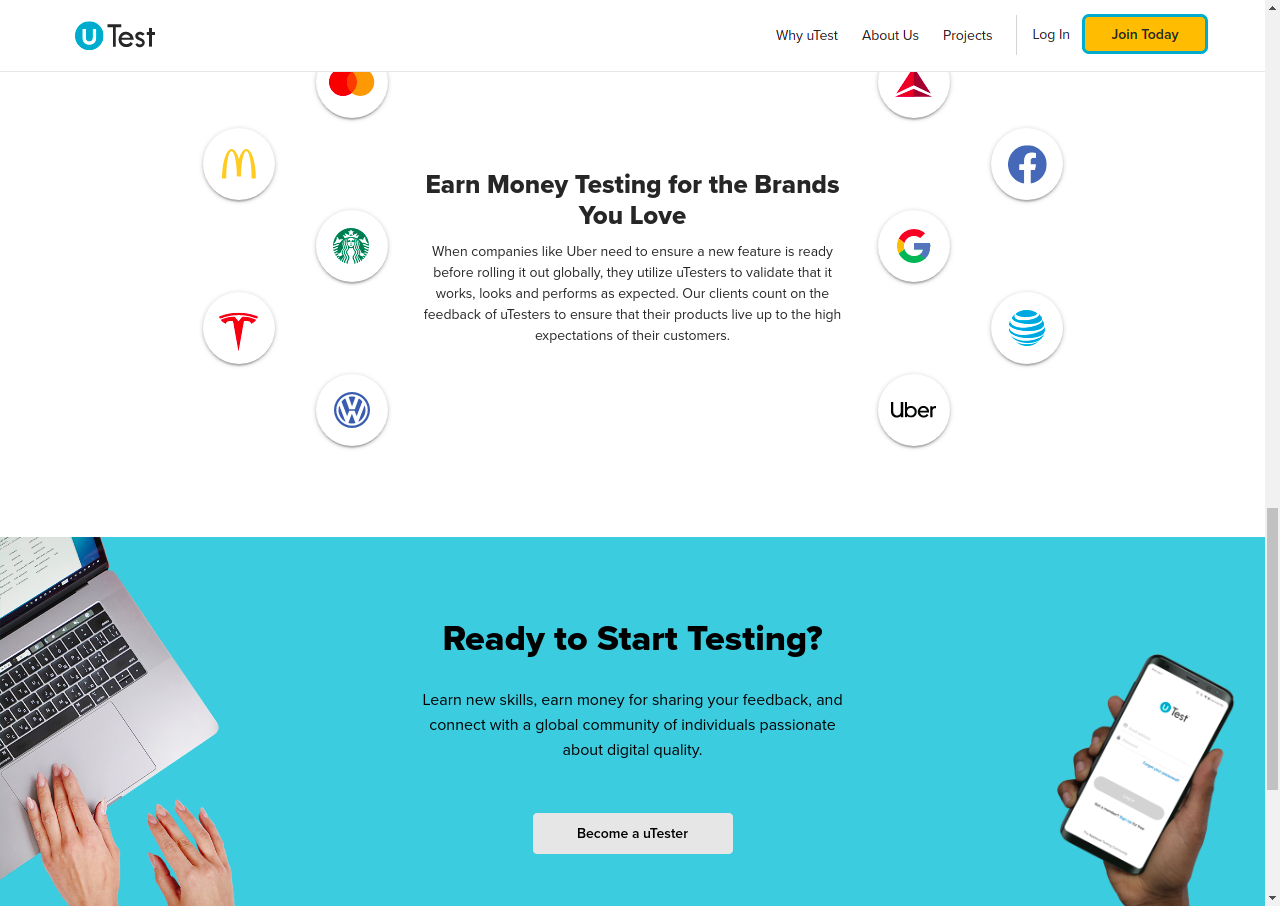 uTest
Why uTest
About Us
Projects
Log In
Join Today
Earn Money Testing for the Brands
You Love
When companies like Uber need to ensure a new feature is ready
before rolling it out globally, they utilize uTesters to validate that it
works, looks and performs as expected. Our clients count on the
feedback of uTesters to ensure that their products live up to the high
expectations of their customers.
Uber
Ready to Start Testing?
Learn new skills, earn money for sharing your feedback, and
connect with a global community of individuals passionate
about digital quality.
Become a uTester
uTest